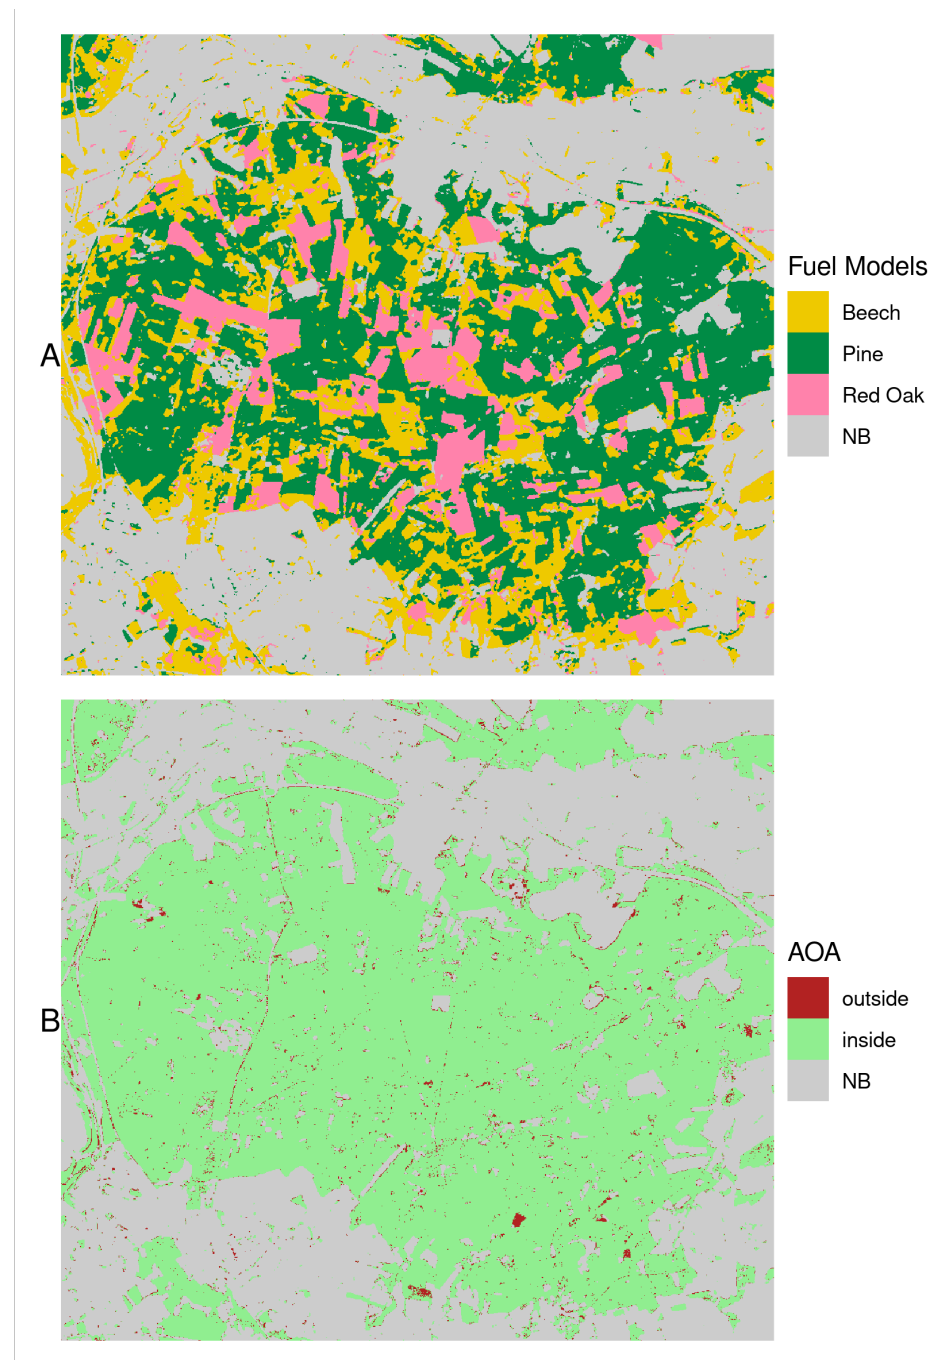 A
Fuel Models
Beech
Pine
Red Oak
NB
B
AOA
outside
inside
NB